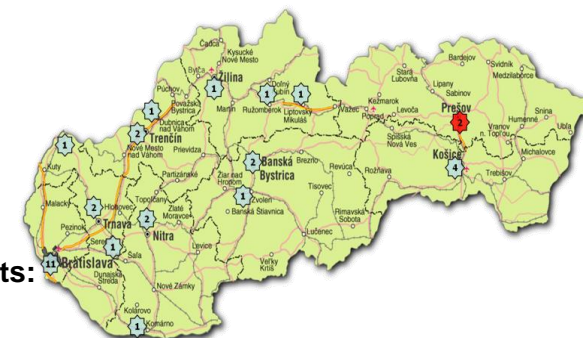 Čadca
Kysucké
Nové Mesto
Bytča
Žilina
1
Púchov
Považská
Bystrica
Dolný
Kubín
1
1
Martin
Ružomberok
Liptovský
Mikuláš
1
Dubnica
nad Váhom
2
Trenčín
Nové Mesto
nad Váhom
Prievidza
Važec
Poprad
Kežmarok
Levoča
Stará
Ľubovňa
Lipany
Sabinov
Bardejov
Svidník
Medzilaborce
Prešov
2
Spišská
Nová Ves
Vranov
n. Topľou
Humenné
Snina
Ubľa
Michalovce
Košice
4
Trebišov
1
Kuty
Malacky
Pezinok
2
Hlohovec
Trnava
Partizánske
Topoľčany
2
Zlaté
Moravce
Nitra
Žiar nad
Hronom
2
Banská
Bystrica
Brezno
Revúca
Rožňava
Tisovec
1
Zvolen
Banská Štiavnica
Rimavská
Sobota
Lučenec
Veľký
Krtíš
Levice
1
Sereď
Šaľa
11
Bratislava
Dunajská
Streda
Nové Zámky
Kolárovo
1
Komárno
ts: